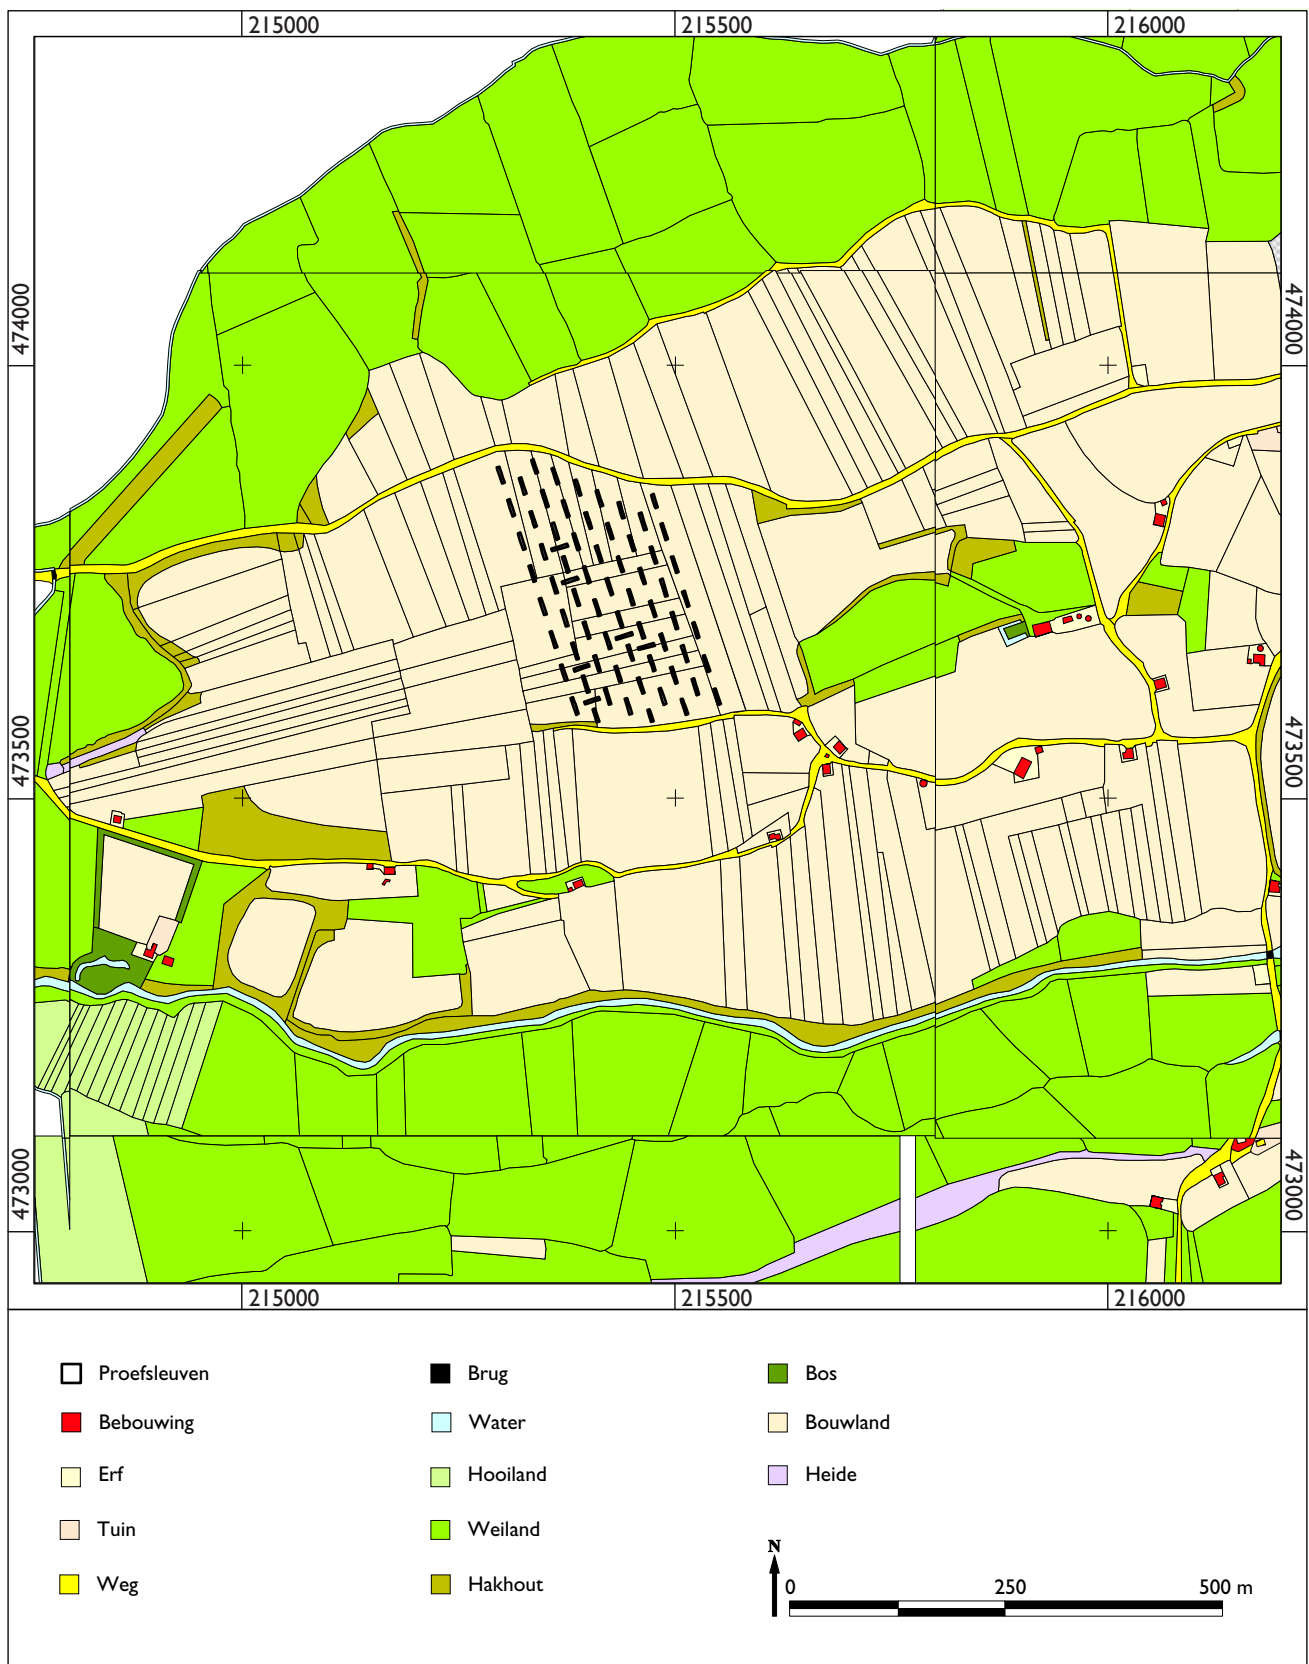 215000 215500 216000
474000 474000
473500 473500
473000 473000
215000 215500 216000
Proefsleuven Brug Bos
Bebouwing Water Bouwland
Erf Hooiland Heide
Tuin Weiland
N
Weg Hakhout 0 250 500 m